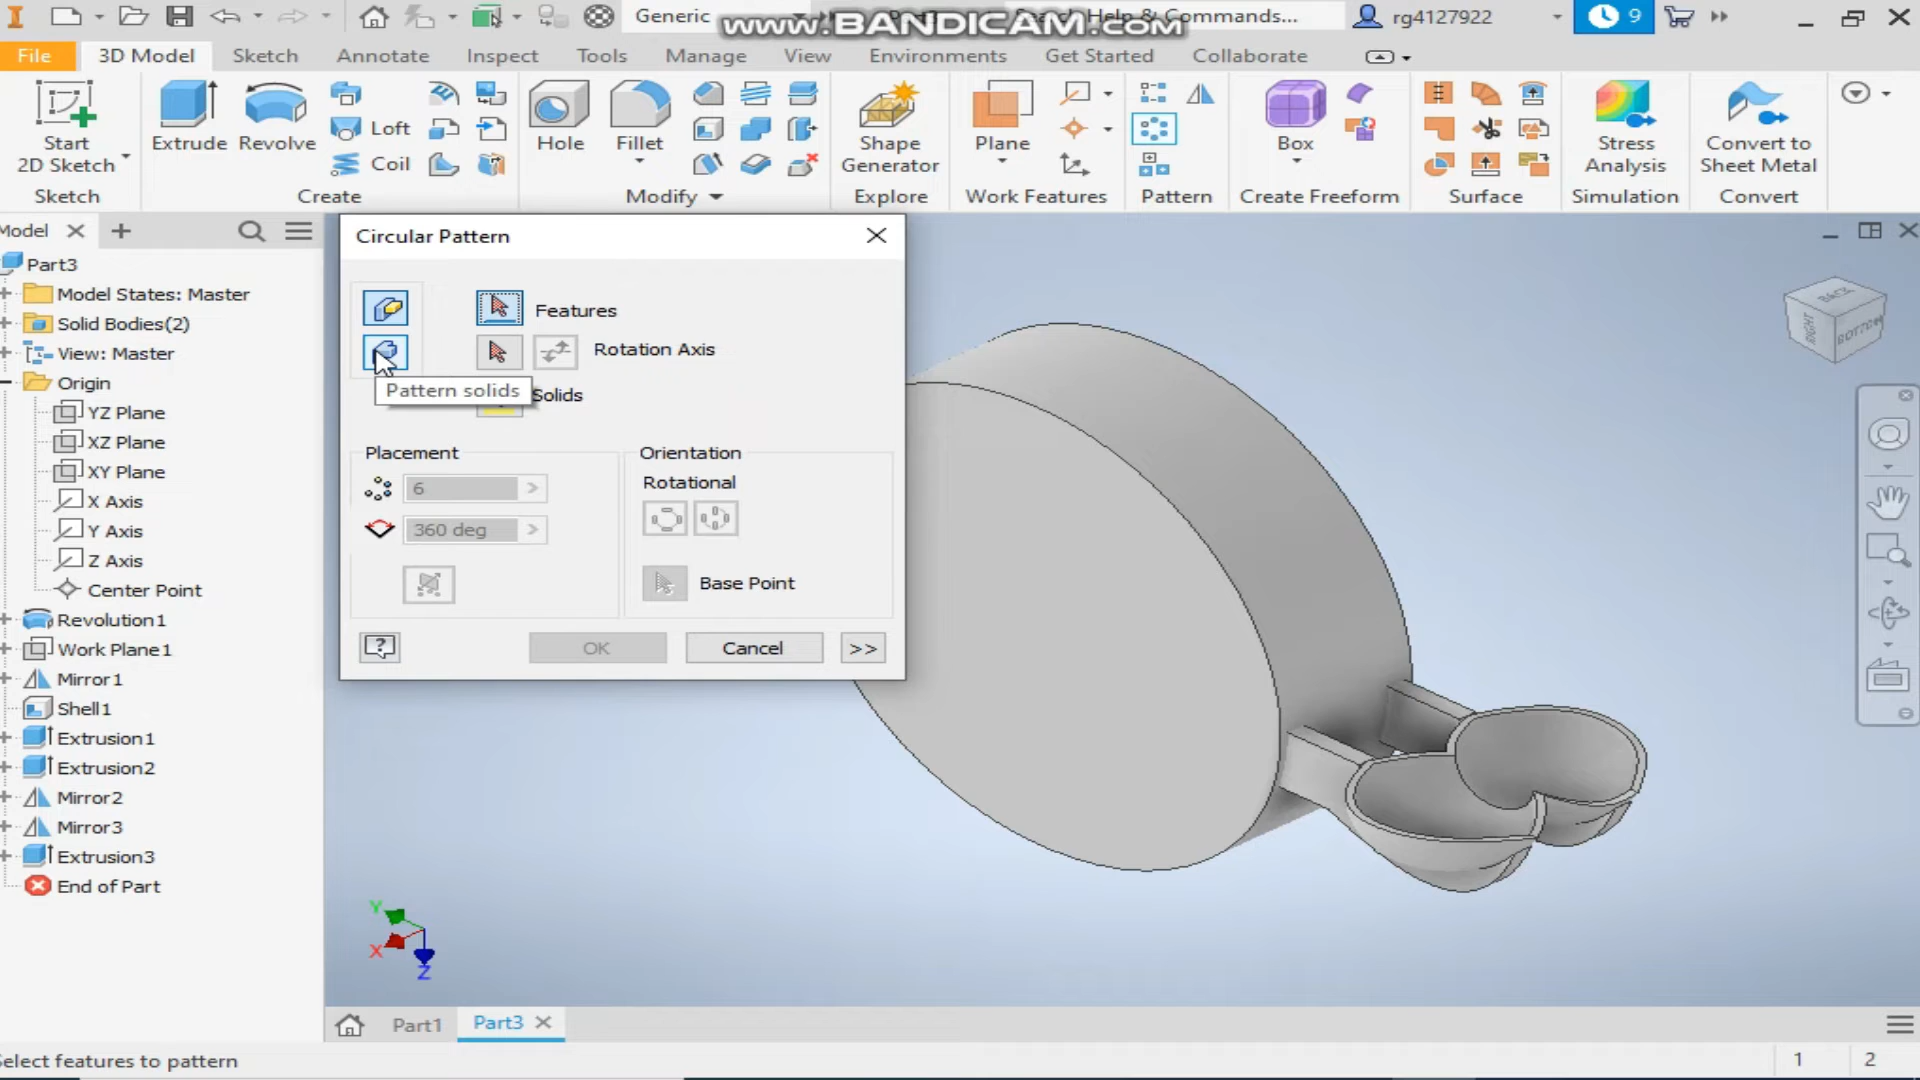 Generic
www.BANDICAM.com
Search Help & Commands...
rg4127922
9
File
3D Model
Sketch
Annotate
Inspect
Tools
Manage
View
Environments
Get Started
Collaborate
Start
2D Sketch
Extrude
Revolve
Loft
Coil
Hole
Fillet
Shape
Generator
Plane
Box
Stress
Analysis
Convert to
Sheet Metal
Sketch
Create
Modify
Explore
Work Features
Pattern
Create Freeform
Surface
Simulation
Convert
Model
Part3
Model States: Master
Solid Bodies(2)
View: Master
Origin
YZ Plane
XZ Plane
XY Plane
X Axis
Y Axis
Z Axis
Center Point
Revolution1
Work Plane1
Mirror1
Shell1
Extrusion1
Extrusion2
Mirror2
Mirror3
Extrusion3
End of Part
Circular Pattern
Features
Rotation Axis
Pattern solids
Solids
Placement
6
360 deg
Orientation
Rotational
Base Point
OK
Cancel
>>
BACK
RIGHT
BOTTOM
Y
X
Z
Part1
Part3
Select features to pattern
1
2